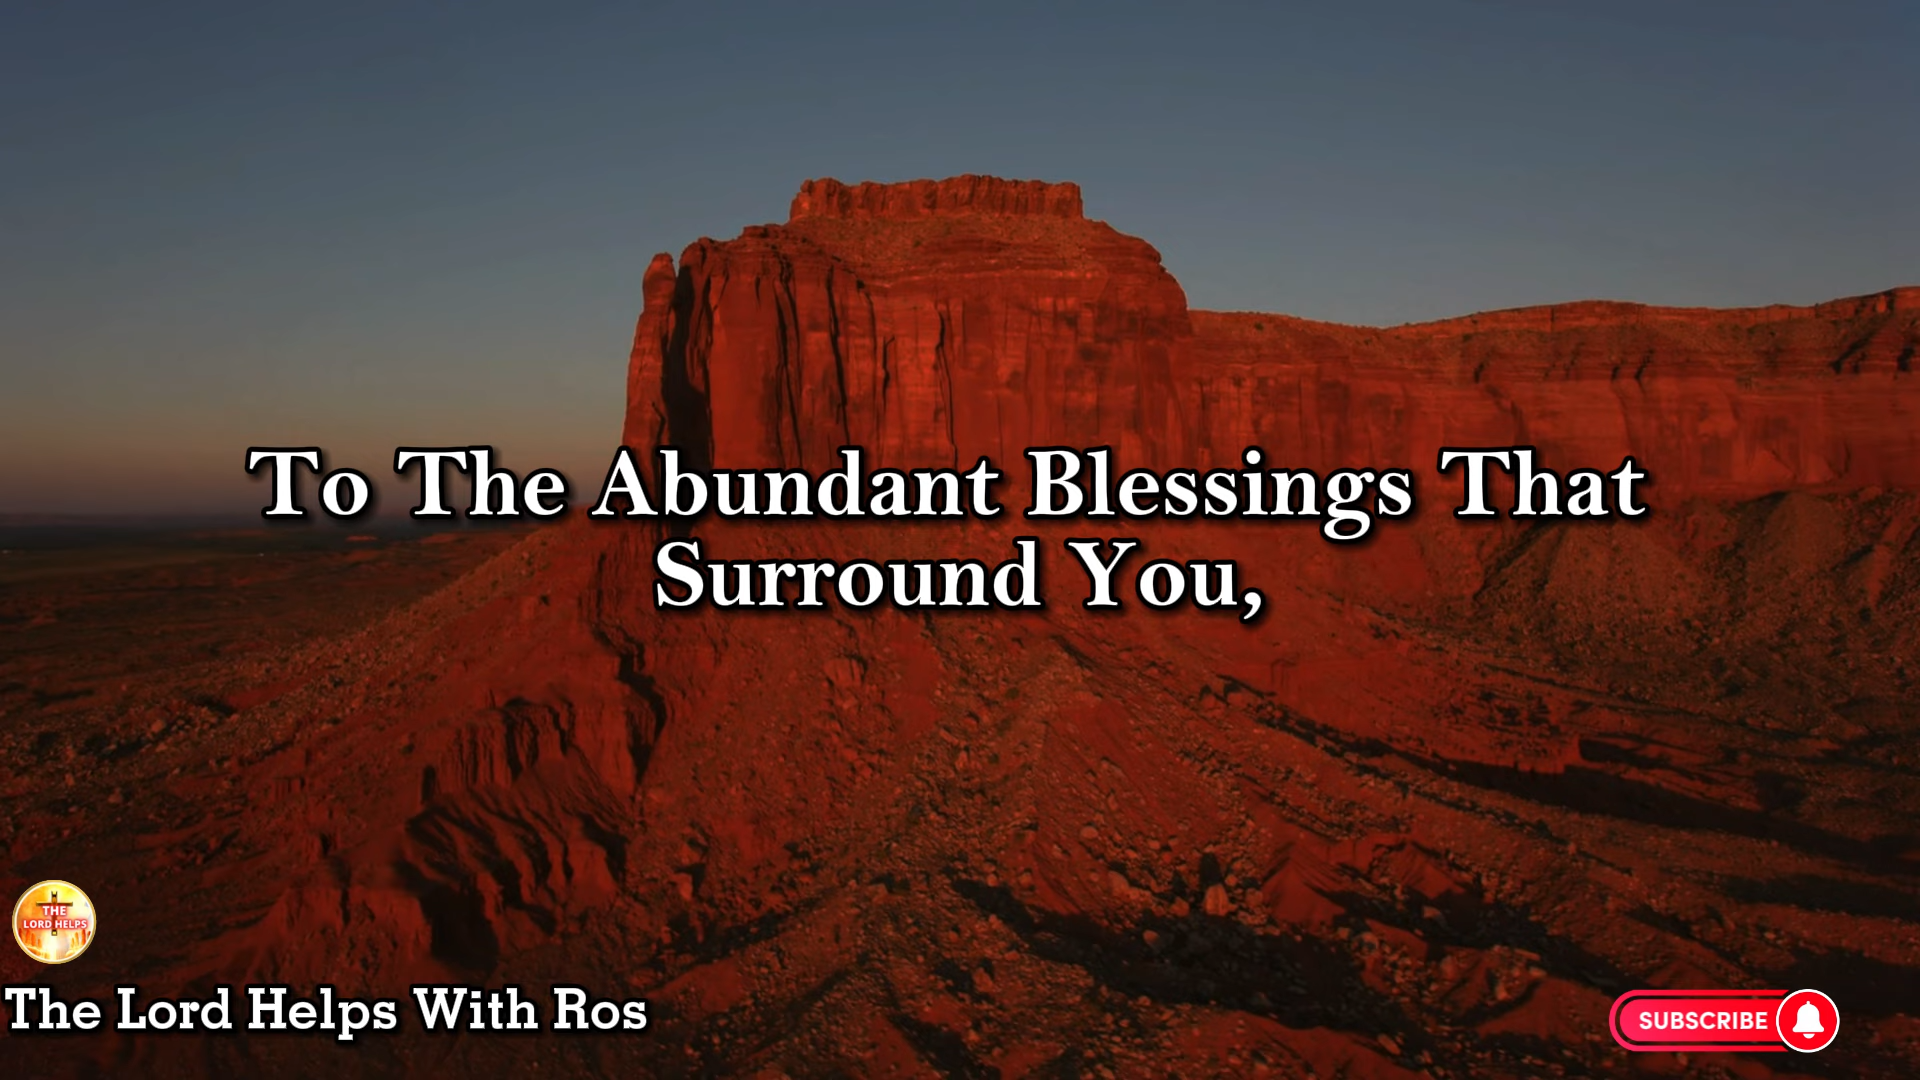 To The Abundant Blessings That
Surround You,
THE
LORD HELPS
The Lord Helps With Ros
SUBSCRIBE